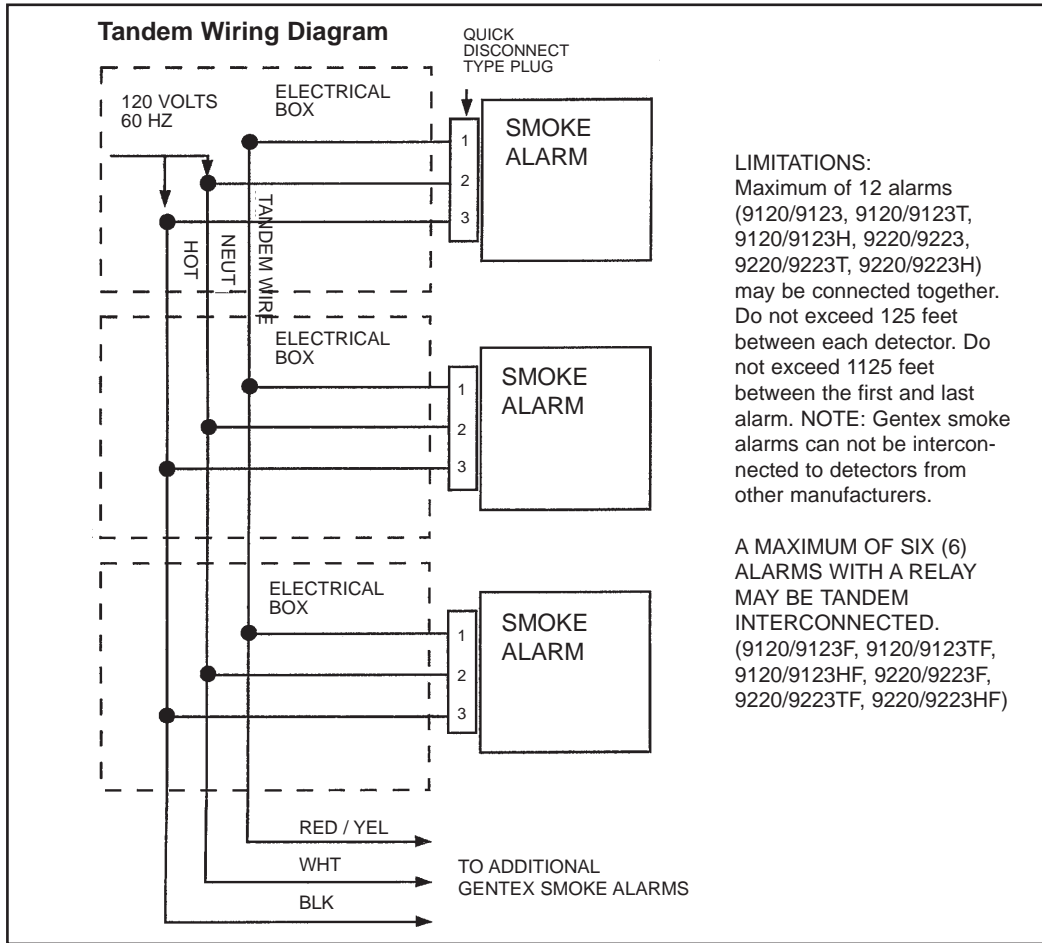 Tandem Wiring Diagram
QUICK
DISCONNECT
TYPE PLUG
120 VOLTS
60 HZ
ELECTRICAL
BOX
1
2
3
SMOKE
ALARM
HOT
NEUT
TANDEM WIRE
ELECTRICAL
BOX
1
2
3
SMOKE
ALARM
ELECTRICAL
BOX
1
2
3
SMOKE
ALARM
RED / YEL
WHT
BLK
TO ADDITIONAL
GENTEX SMOKE ALARMS
LIMITATIONS:
Maximum of 12 alarms
(9120/9123, 9120/9123T,
9120/9123H, 9220/9223,
9220/9223T, 9220/9223H)
may be connected together.
Do not exceed 125 feet
between each detector. Do
not exceed 1125 feet
between the first and last
alarm. NOTE: Gentex smoke
alarms can not be intercon-
nected to detectors from
other manufacturers.
A MAXIMUM OF SIX (6)
ALARMS WITH A RELAY
MAY BE TANDEM
INTERCONNECTED.
(9120/9123F, 9120/9123TF,
9120/9123HF, 9220/9223F,
9220/9223TF, 9220/9223HF)